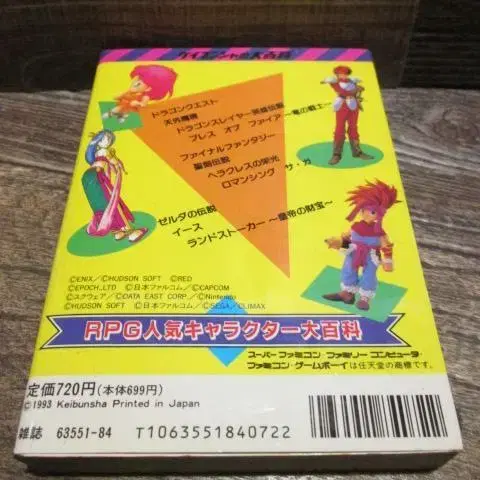 ケイブンシャの大百科
ドラゴンクエスト
天外魔境
ドラゴンスレイヤー英雄伝説
ブレス オブ ファイア 〜竜の戦士〜
ファイナルファンタジー
聖剣伝説
ヘラクレスの栄光
ロマンシング サ・ガ
ゼルダの伝説
イース
ランドストーカー 〜皇帝の財宝〜
©ENIX/©HUDSON SOFT ©RED
©EPOCH.,LTD ©日本ファルコム/©CAPCOM
©スクウェア/©DATA EAST CORP./©Nintendo
©HUDSON SOFT ©日本ファルコム/©SEGA/CLIMAX
RPG人気キャラクター大百科
スーパーファミコン・ファミリーコンピュータ・
ファミコン・ゲームボーイは任天堂の商標です。
定価720円(本体699円)
©1993 Keibunsha Printed in Japan
雑誌 63551-84 T1063551840722